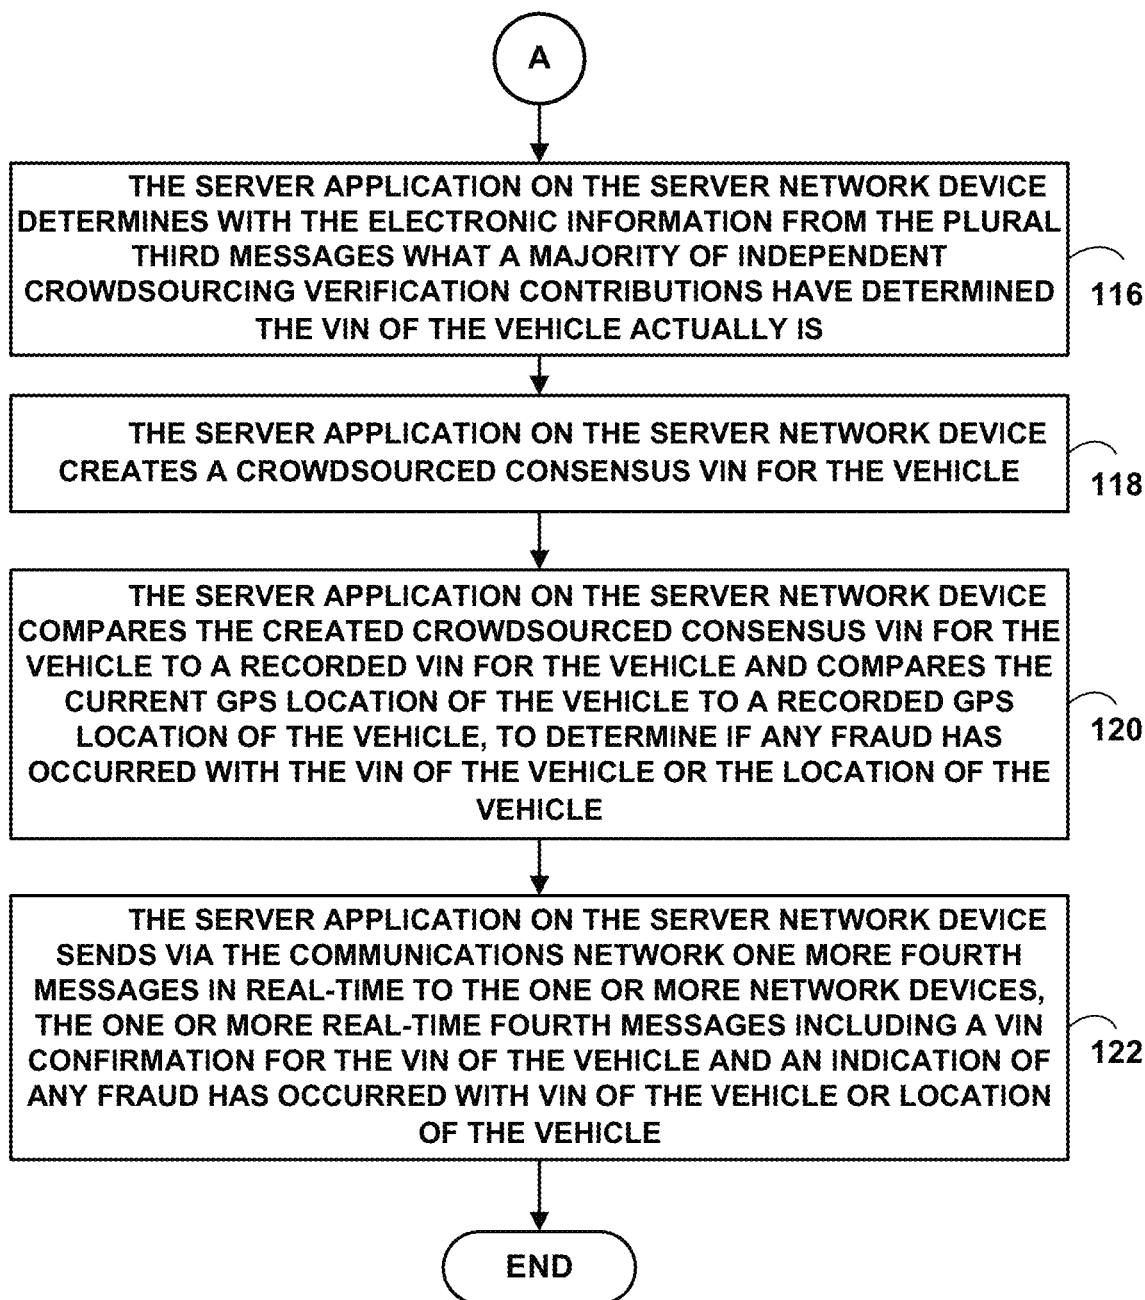 A
THE SERVER APPLICATION ON THE SERVER NETWORK DEVICE
DETERMINES WITH THE ELECTRONIC INFORMATION FROM THE PLURAL
THIRD MESSAGES WHAT A MAJORITY OF INDEPENDENT
CROWDSOURCING VERIFICATION CONTRIBUTIONS HAVE DETERMINED
THE VIN OF THE VEHICLE ACTUALLY IS
116
THE SERVER APPLICATION ON THE SERVER NETWORK DEVICE
CREATES A CROWDSOURCED CONSENSUS VIN FOR THE VEHICLE
118
THE SERVER APPLICATION ON THE SERVER NETWORK DEVICE
COMPARES THE CREATED CROWDSOURCED CONSENSUS VIN FOR THE
VEHICLE TO A RECORDED VIN FOR THE VEHICLE AND COMPARES THE
CURRENT GPS LOCATION OF THE VEHICLE TO A RECORDED GPS
LOCATION OF THE VEHICLE, TO DETERMINE IF ANY FRAUD HAS
OCCURRED WITH THE VIN OF THE VEHICLE OR THE LOCATION OF THE
VEHICLE
120
THE SERVER APPLICATION ON THE SERVER NETWORK DEVICE
SENDS VIA THE COMMUNICATIONS NETWORK ONE MORE FOURTH
MESSAGES IN REAL-TIME TO THE ONE OR MORE NETWORK DEVICES,
THE ONE OR MORE REAL-TIME FOURTH MESSAGES INCLUDING A VIN
CONFIRMATION FOR THE VIN OF THE VEHICLE AND AN INDICATION OF
ANY FRAUD HAS OCCURRED WITH VIN OF THE VEHICLE OR LOCATION
OF THE VEHICLE
122
END